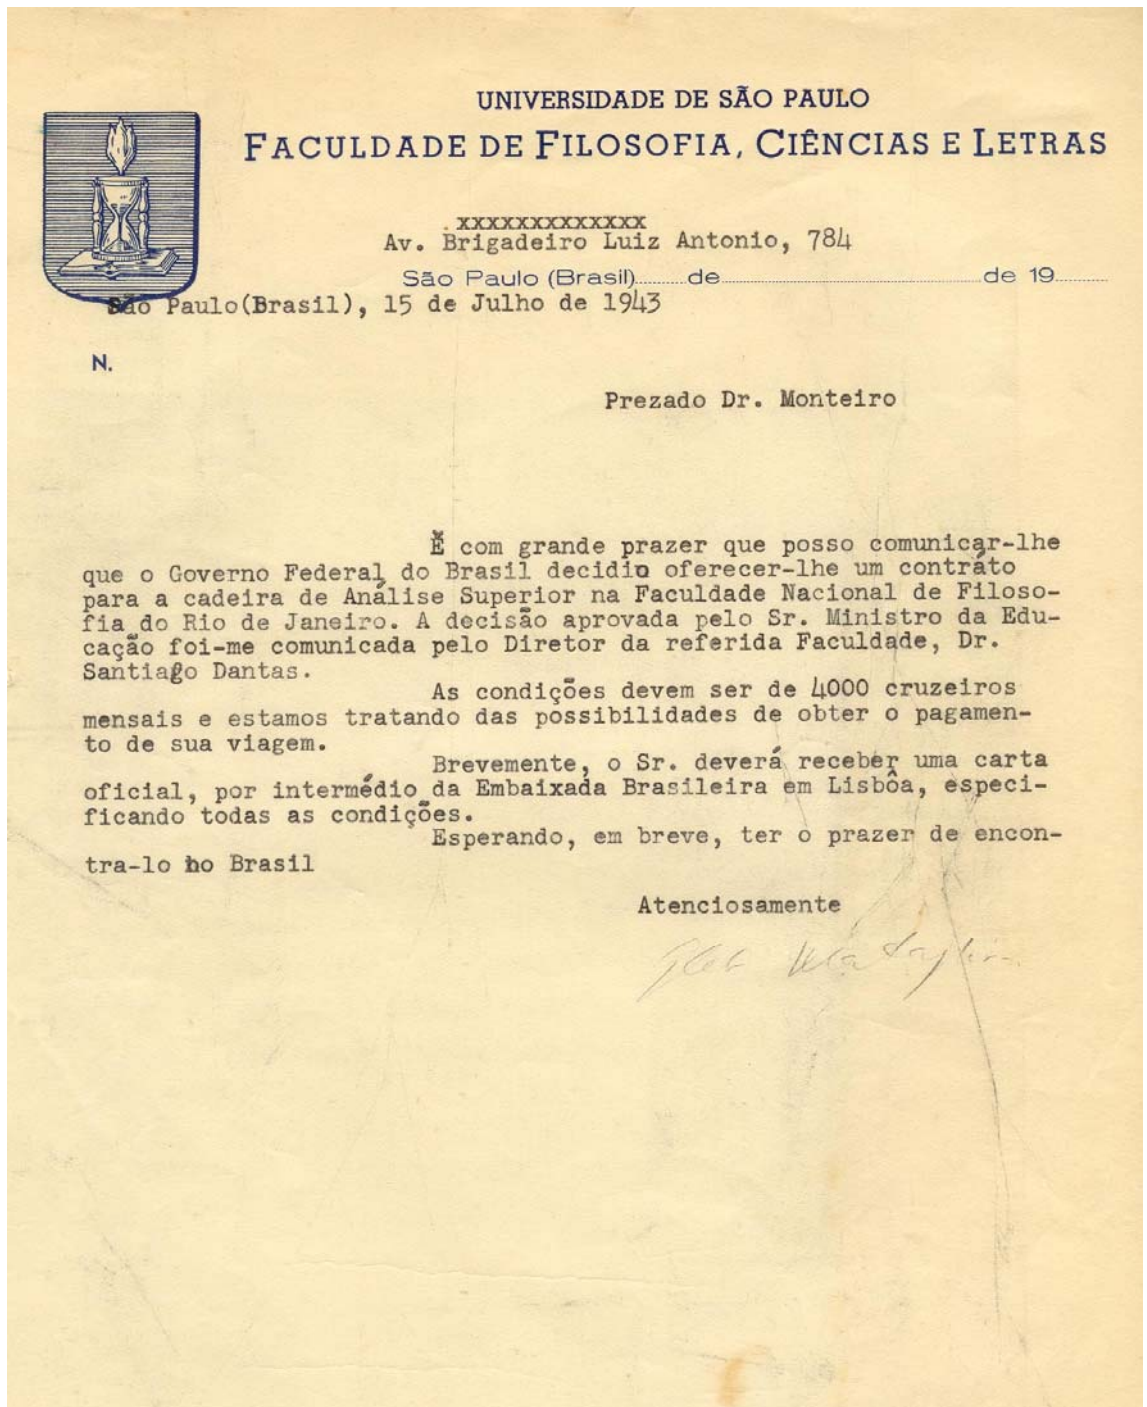 UNIVERSIDADE DE SÃO PAULO
FACULDADE DE FILOSOFIA, CIÊNCIAS E LETRAS
xxxxxxxxxxxxx
Av. Brigadeiro Luiz Antonio, 784
São Paulo (Brasil)..........de..........................................de 19..........
São Paulo(Brasil), 15 de Julho de 1943
N.
Prezado Dr. Monteiro
É com grande prazer que posso comunicar-lhe
que o Governo Federal do Brasil decidio oferecer-lhe um contráto
para a cadeira de Análise Superior na Faculdade Nacional de Filoso-
fia do Rio de Janeiro. A decisão aprovada pelo Sr. Ministro da Edu-
cação foi-me comunicada pelo Diretor da referida Faculdade, Dr.
Santiago Dantas.
As condições devem ser de 4000 cruzeiros
mensais e estamos tratando das possibilidades de obter o pagamen-
to de sua viagem.
Brevemente, o Sr. deverá receber uma carta
oficial, por intermédio da Embaixada Brasileira em Lisbôa, especi-
ficando todas as condições.
Esperando, em breve, ter o prazer de encon-
tra-lo no Brasil
Atenciosamente